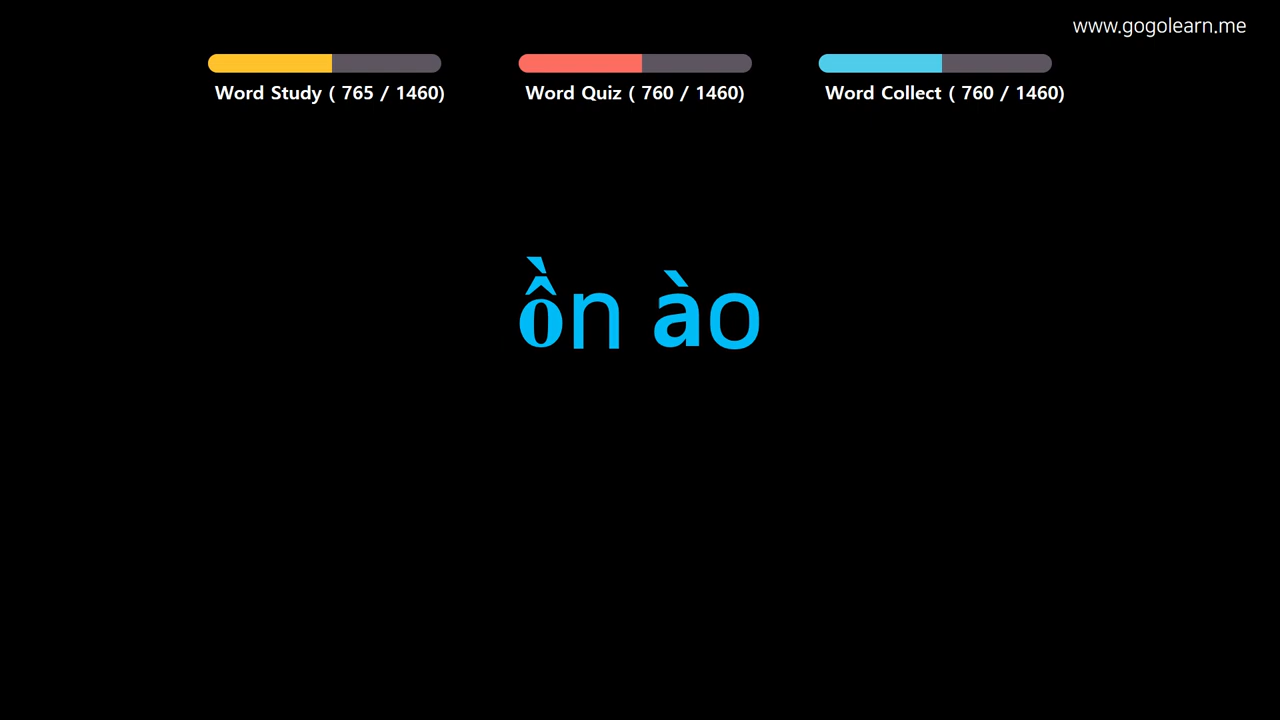 www.gogolearn.me
Word Study ( 765 / 1460)
Word Quiz ( 760 / 1460)
Word Collect ( 760 / 1460)
ồn ào